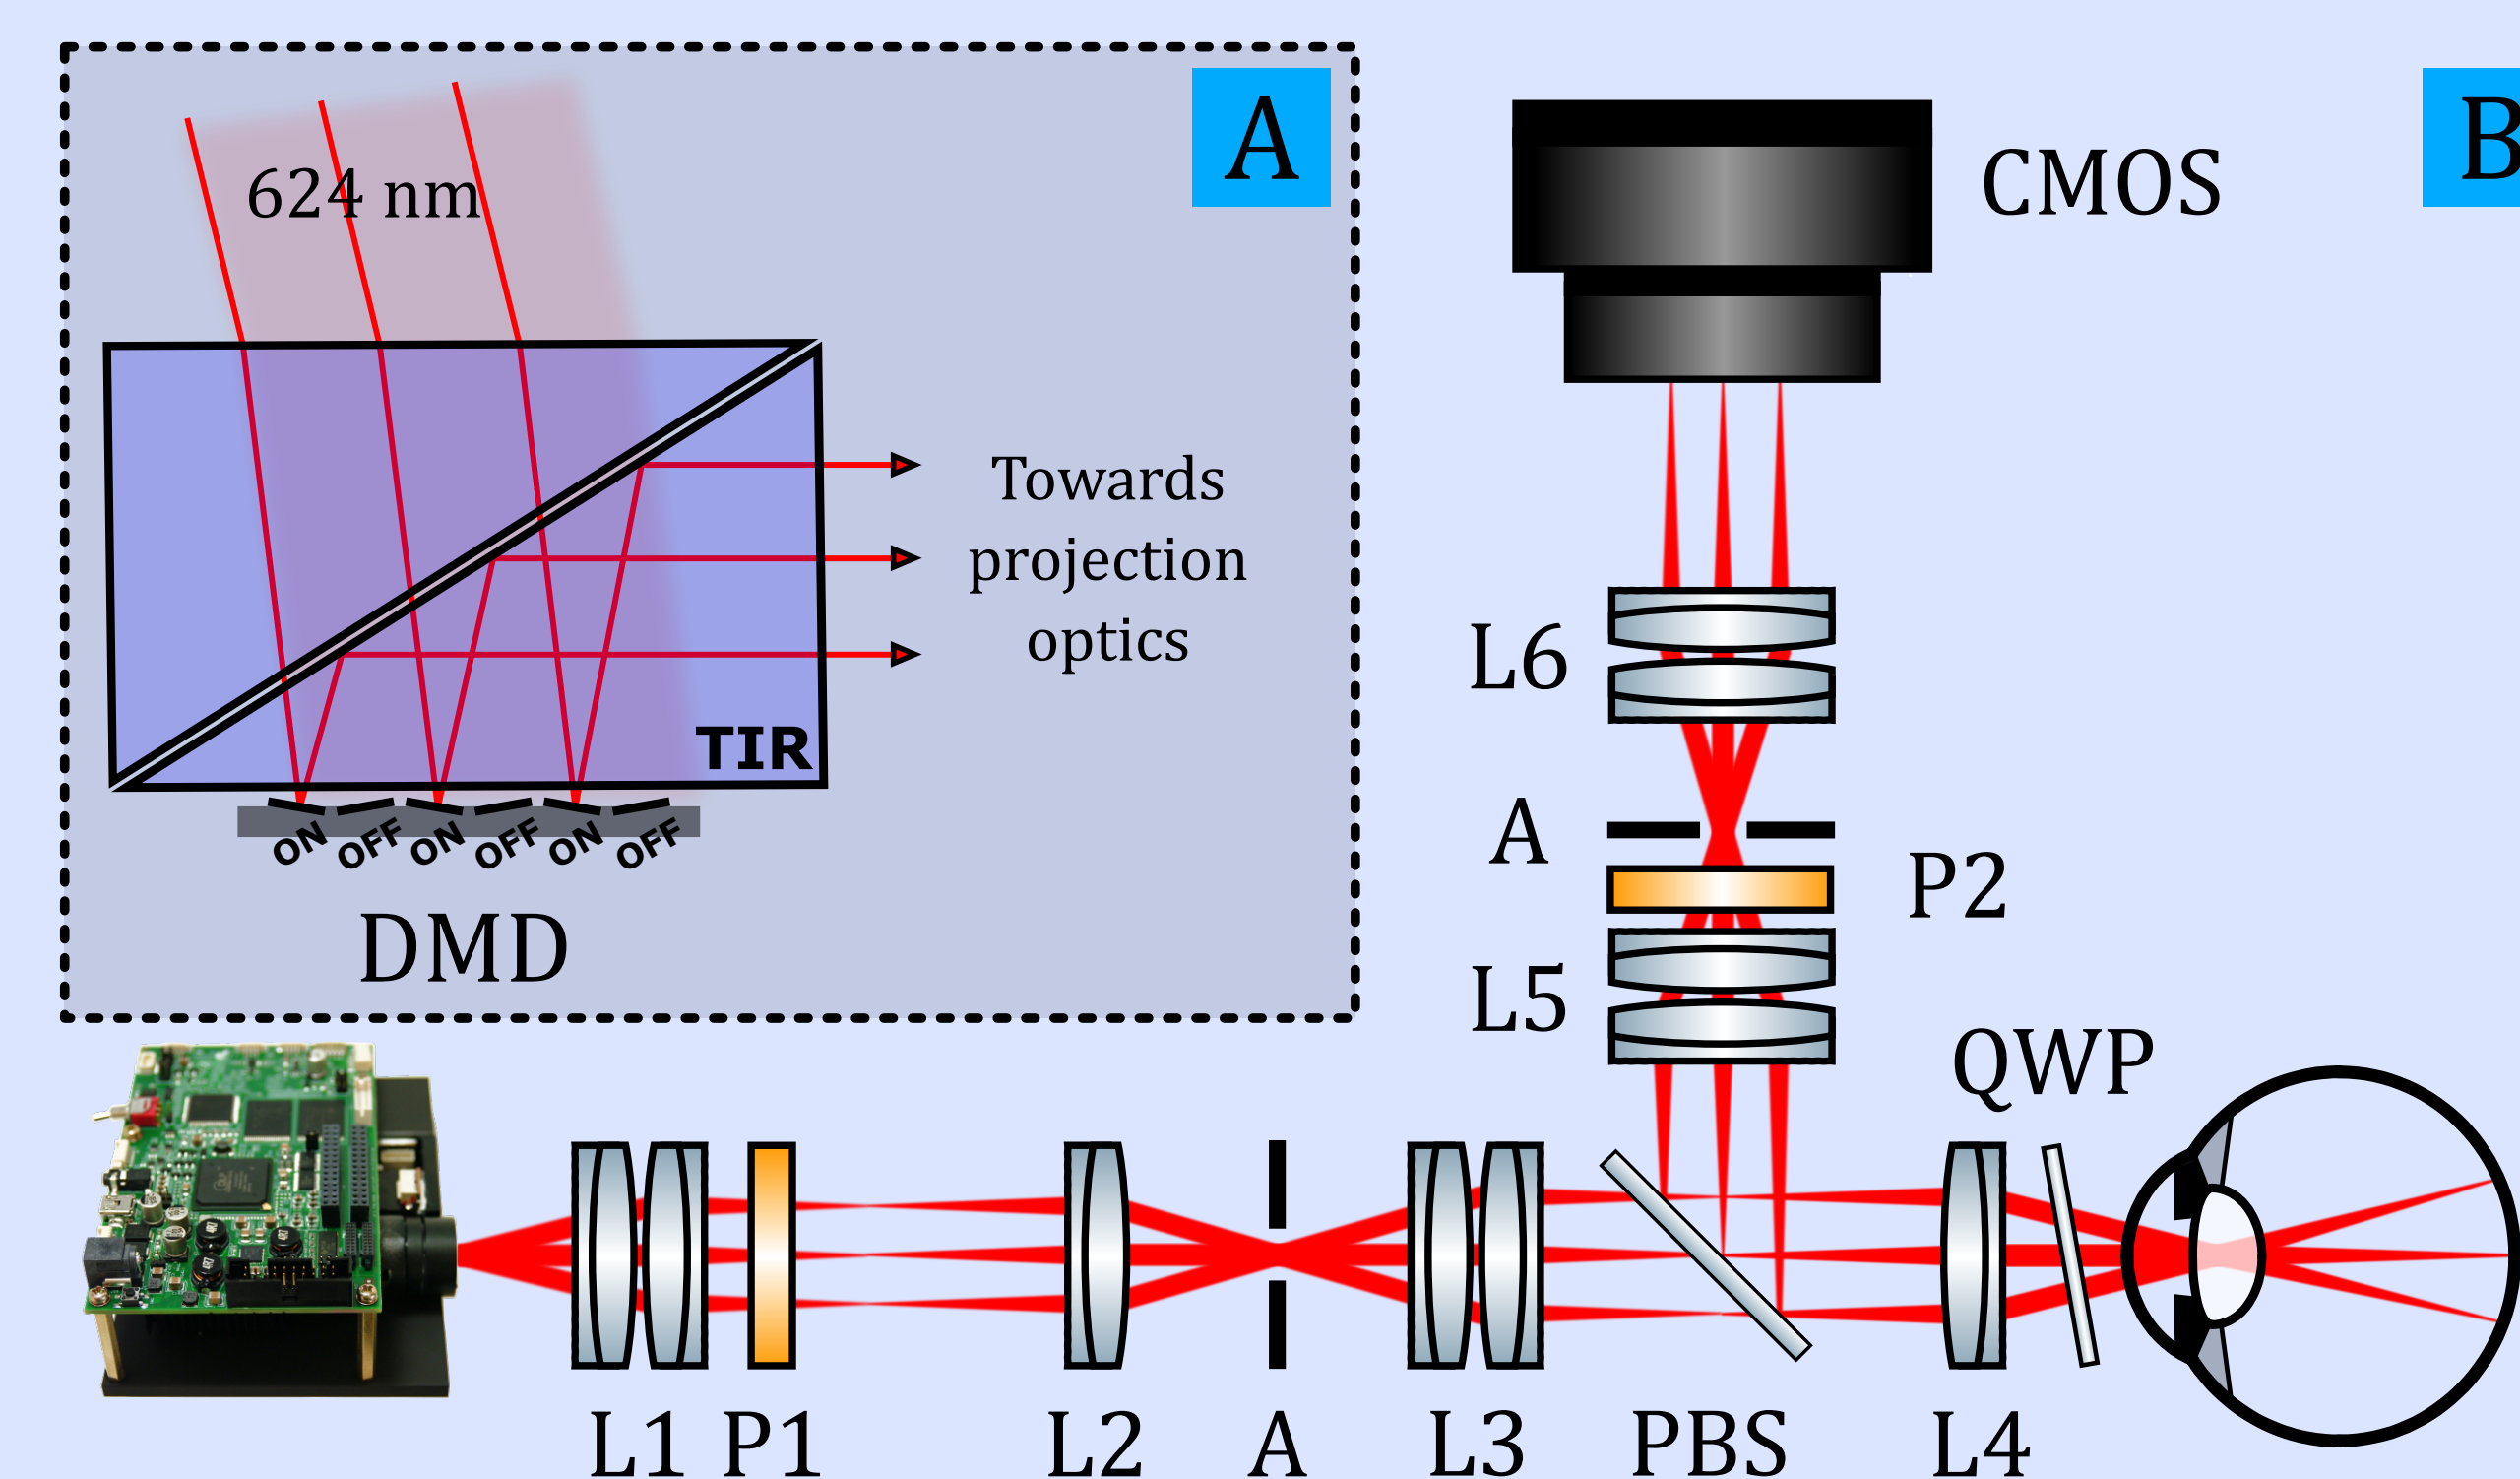 A
624 nm
Towards
projection
optics
TIR
ON OFF ON OFF ON OFF
DMD
B
CMOS
L6
A
P2
L5
QWP
L1 P1 L2 A L3 PBS L4